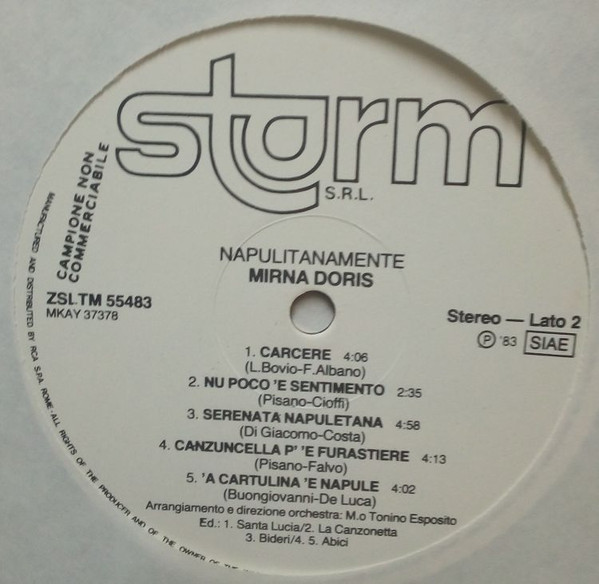 storm
S.R.L.
CAMPIONE NON
COMMERCIABILE
NAPULITANAMENTE
MIRNA DORIS
ZSLTM 55483
MKAY 37378
Stereo — Lato 2
Ⓟ '83 SIAE
1. CARCERE 4:06
(L.Bovio-F.Albano)
2. NU POCO 'E SENTIMENTO 2:35
(Pisano-Cioffi)
3. SERENATA NAPULETANA 4:58
(Di Giacomo-Costa)
4. CANZUNCELLA P' 'E FURASTIERE 4:13
(Pisano-Falvo)
5. 'A CARTULINA 'E NAPULE 4:02
(Buongiovanni-De Luca)
Arrangiamento e direzione orchestra: M.o Tonino Esposito
Ed.: 1. Santa Lucia/2. La Canzonetta
3. Bideri/4. 5. Abici
MANUFACTURED AND DISTRIBUTED BY RCA S.P.A. ROME-ALL RIGHTS OF THE PRODUCER AND OF THE OWNER OF THE